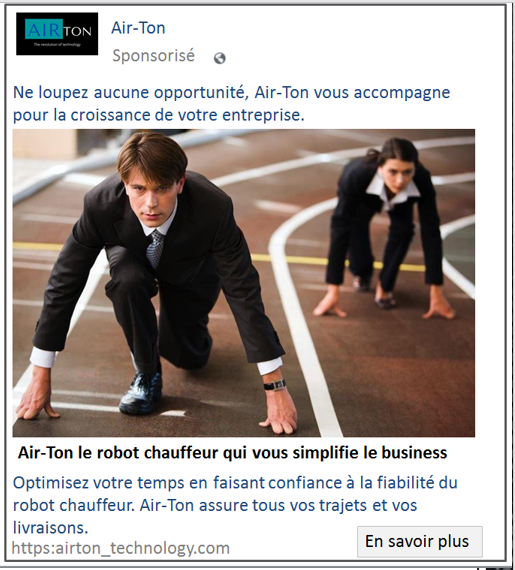 AIRTON
The revolution of technology
Air-Ton
Sponsorisé
Ne loupez aucune opportunité, Air-Ton vous accompagne
pour la croissance de votre entreprise.
Air-Ton le robot chauffeur qui vous simplifie le business
Optimisez votre temps en faisant confiance à la fiabilité du
robot chauffeur. Air-Ton assure tous vos trajets et vos
livraisons.
https:airton_technology.com
En savoir plus